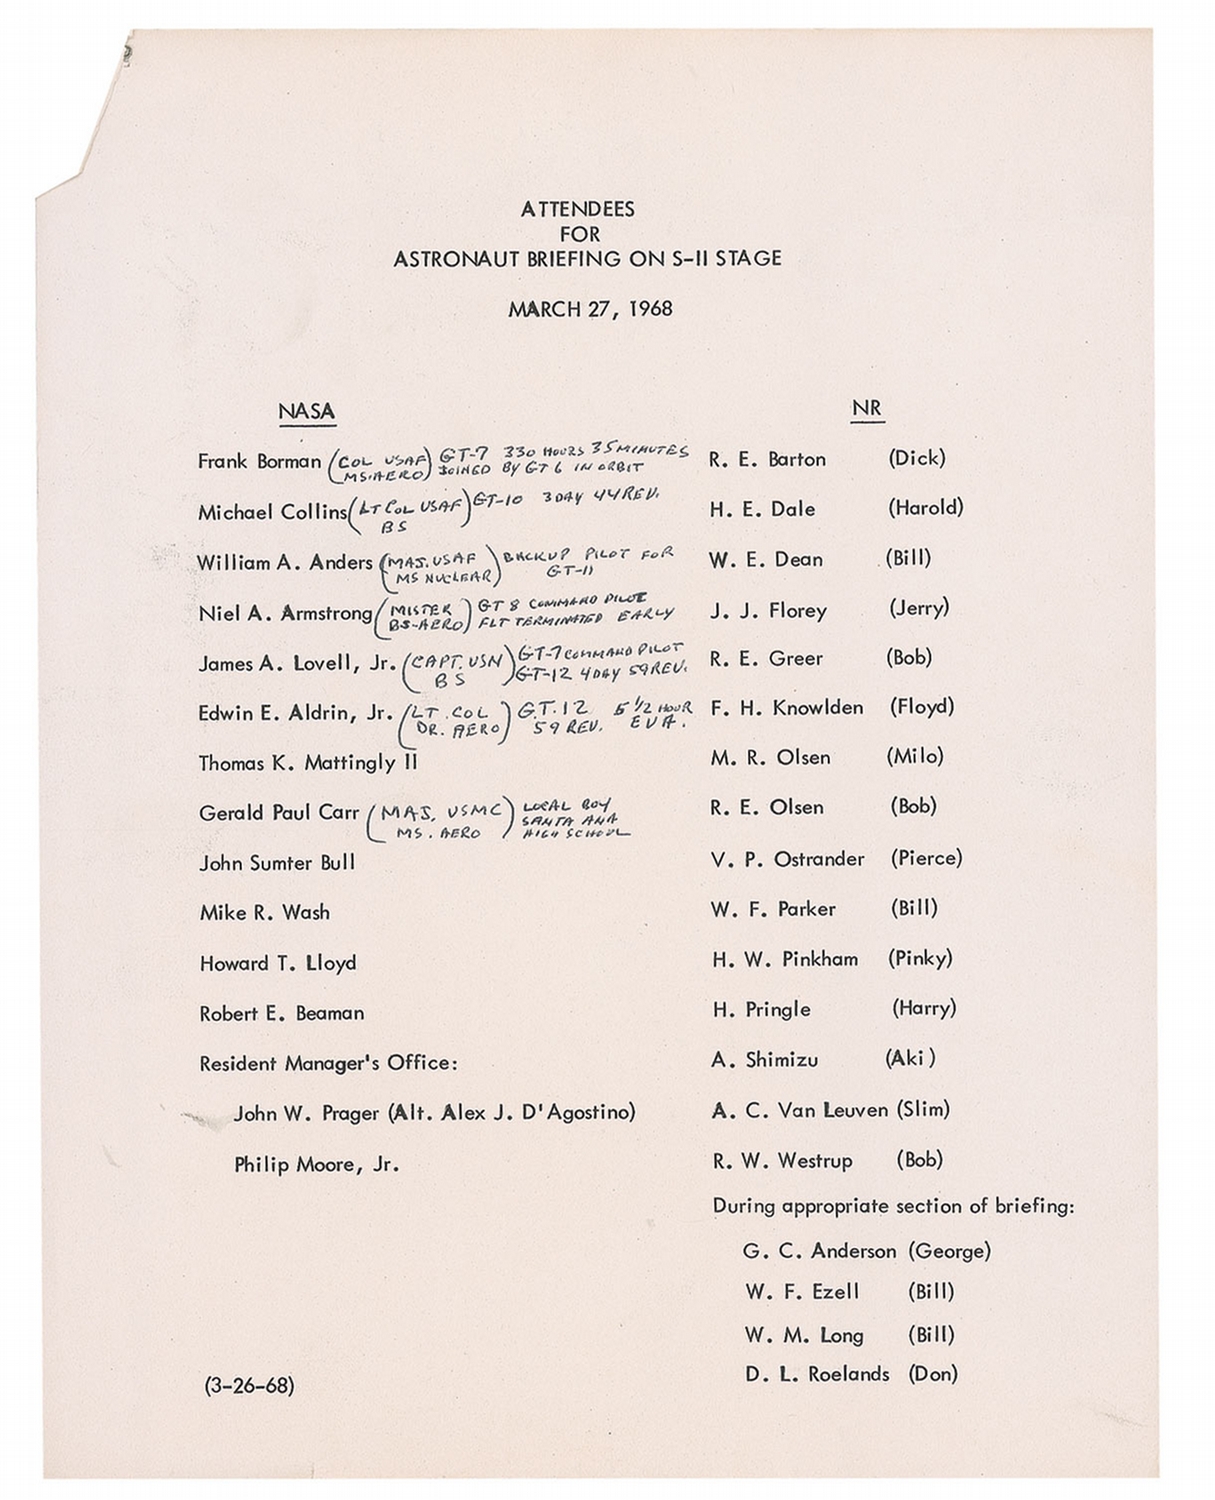 ATTENDEES
FOR
ASTRONAUT BRIEFING ON S-II STAGE
MARCH 27, 1968
NASA
Frank Borman (COL USAF) GT-7 330 HOURS 35 MINUTES
MS-AERO) JOINED BY GT 6 IN ORBIT
Michael Collins (LT COL USAF) GT-10 3 DAY 44 REV.
BS
William A. Anders (MAJ. USAF) BACKUP PILOT FOR
(MS NUCLEAR) GT-11
Niel A. Armstrong (MISTER) GT 8 COMMAND PILOT
BS-AERO) FLT TERMINATED EARLY
James A. Lovell, Jr. (CAPT. USN) GT-7 COMMAND PILOT
BS GT-12 4 DAY 59 REV.
Edwin E. Aldrin, Jr. (LT. COL) G.T. 12 5 1/2 HOUR
DR. AERO) 59 REV. EVA.
Thomas K. Mattingly II
Gerald Paul Carr (MAJ. USMC) LOCAL BOY
MS. AERO SANTA ANA
HIGH SCHOOL
John Sumter Bull
Mike R. Wash
Howard T. Lloyd
Robert E. Beaman
Resident Manager's Office:
John W. Prager (Alt. Alex J. D'Agostino)
Philip Moore, Jr.
(3-26-68)
NR
R. E. Barton (Dick)
H. E. Dale (Harold)
W. E. Dean (Bill)
J. J. Florey (Jerry)
R. E. Greer (Bob)
F. H. Knowlden (Floyd)
M. R. Olsen (Milo)
R. E. Olsen (Bob)
V. P. Ostrander (Pierce)
W. F. Parker (Bill)
H. W. Pinkham (Pinky)
H. Pringle (Harry)
A. Shimizu (Aki)
A. C. Van Leuven (Slim)
R. W. Westrup (Bob)
During appropriate section of briefing:
G. C. Anderson (George)
W. F. Ezell (Bill)
W. M. Long (Bill)
D. L. Roelands (Don)